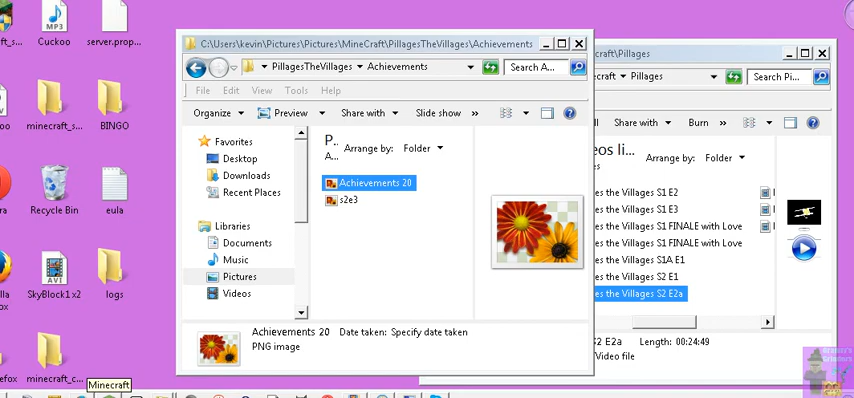 Cuckoo
server.prop...
minecraft_s...
BINGO
Recycle Bin
eula
SkyBlock1 x2
logs
minecraft_c...
Minecraft
C:\Users\kevin\Pictures\Pictures\MineCraft\PillagesTheVillages\Achievements
PillagesTheVillages
Achievements
Search A...
File
Edit
View
Tools
Help
Organize
Preview
Share with
Slide show
Favorites
Desktop
Downloads
Recent Places
Libraries
Documents
Music
Pictures
Videos
P..
A...
Arrange by:
Folder
Achievements 20
s2e3
Achievements 20
Date taken: Specify date taken
PNG image
craft\Pillages
craft
Pillages
Search Pi...
Share with
Burn
eos li...
Arrange by:
Folder
es the Villages S1 E2
es the Villages S1 E3
es the Villages S1 FINALE with Love
es the Villages S1 FINALE with Love
es the Villages S1A E1
es the Villages S2 E1
es the Villages S2 E2a
S2 E2a
Length: 00:24:49
Video file